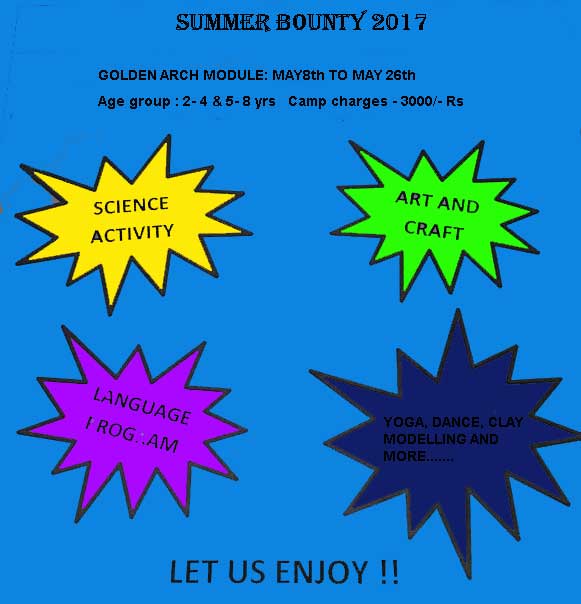 SUMMER BOUNTY 2017
GOLDEN ARCH MODULE: MAY8th TO MAY 26th
Age group : 2- 4 & 5- 8 yrs Camp charges - 3000/- Rs
SCIENCE
ACTIVITY
ART AND
CRAFT
LANGUAGE
PROGRAM
YOGA, DANCE, CLAY
MODELLING AND
MORE.......
LET US ENJOY !!